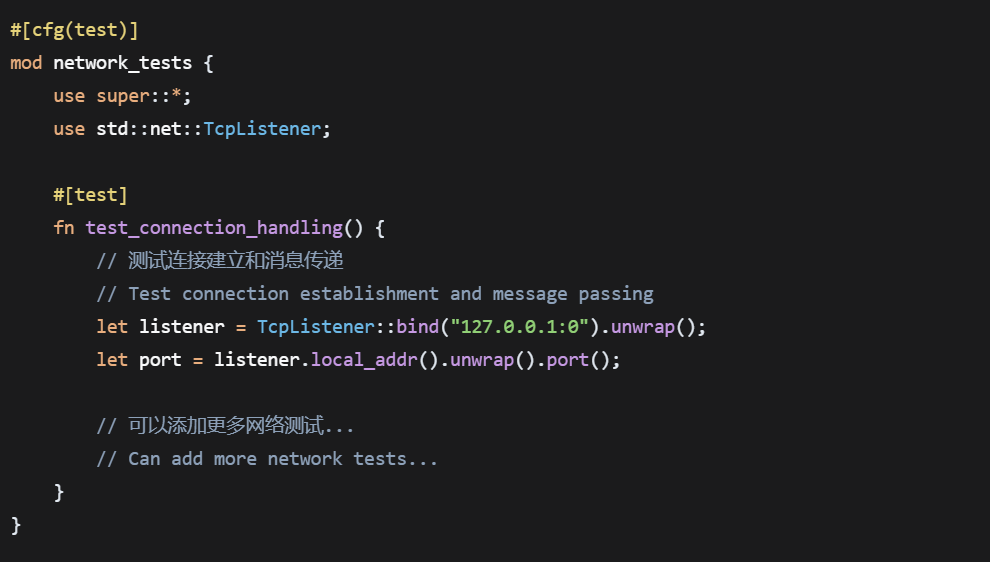 #[cfg(test)]
mod network_tests {
    use super::*;
    use std::net::TcpListener;

    #[test]
    fn test_connection_handling() {
        // 测试连接建立和消息传递
        // Test connection establishment and message passing
        let listener = TcpListener::bind("127.0.0.1:0").unwrap();
        let port = listener.local_addr().unwrap().port();

        // 可以添加更多网络测试...
        // Can add more network tests...
    }
}